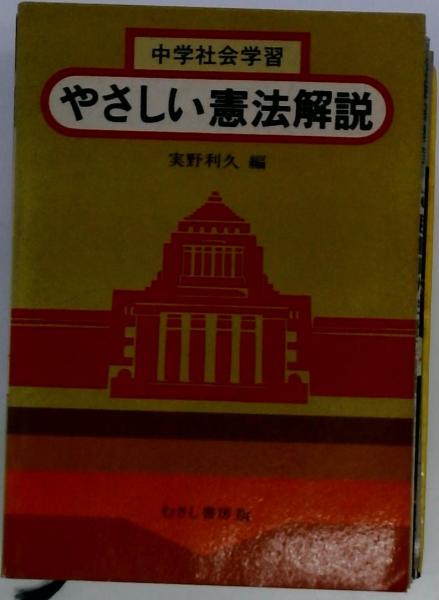 中学社会学習
やさしい憲法解説
実野利久 編
むさし書房版